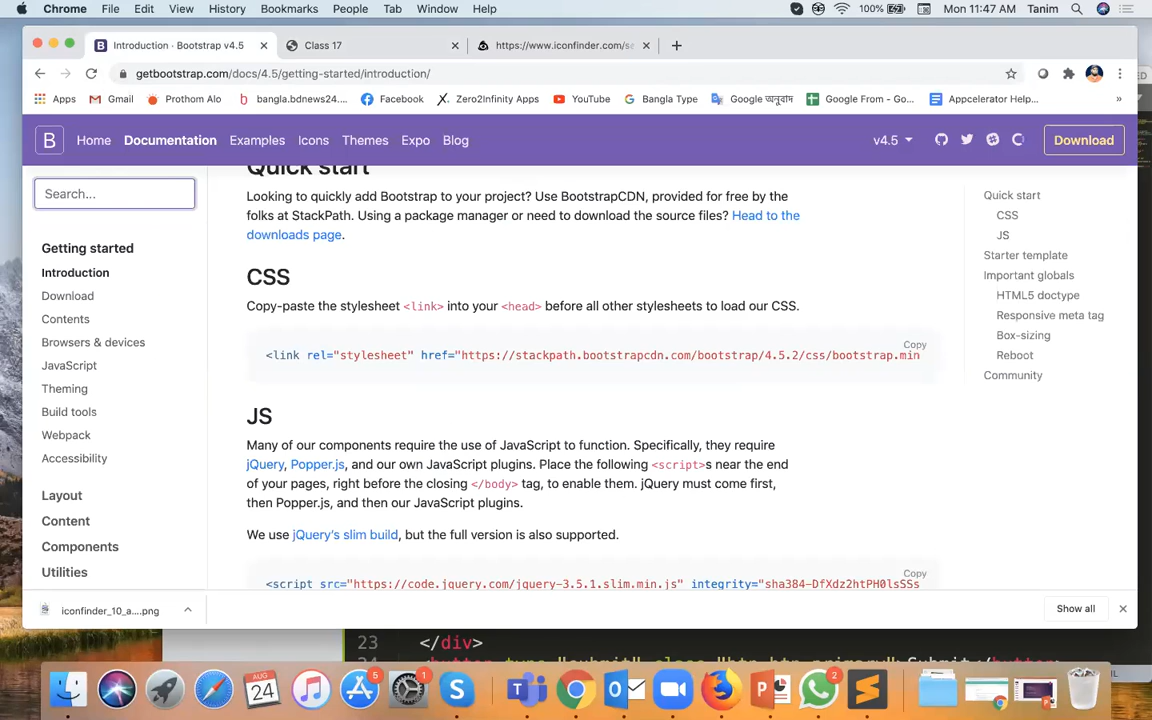 Chrome File Edit View History Bookmarks People Tab Window Help 100% Mon 11:47 AM Tanim
Introduction · Bootstrap v4.5 Class 17 https://www.iconfinder.com/se
getbootstrap.com/docs/4.5/getting-started/introduction/
Apps Gmail Prothom Alo bangla.bdnews24.... Facebook Zero2Infinity Apps YouTube Bangla Type Google অনুবাদ Google From - Go... Appcelerator Help... »
B Home Documentation Examples Icons Themes Expo Blog v4.5 Download
Search...
Getting started
Introduction
Download
Contents
Browsers & devices
JavaScript
Theming
Build tools
Webpack
Accessibility
Layout
Content
Components
Utilities
Quick start
Looking to quickly add Bootstrap to your project? Use BootstrapCDN, provided for free by the
folks at StackPath. Using a package manager or need to download the source files? Head to the
downloads page.
CSS
Copy-paste the stylesheet <link> into your <head> before all other stylesheets to load our CSS.
Copy
<link rel="stylesheet" href="https://stackpath.bootstrapcdn.com/bootstrap/4.5.2/css/bootstrap.min
JS
Many of our components require the use of JavaScript to function. Specifically, they require
jQuery, Popper.js, and our own JavaScript plugins. Place the following <script>s near the end
of your pages, right before the closing </body> tag, to enable them. jQuery must come first,
then Popper.js, and then our JavaScript plugins.
We use jQuery's slim build, but the full version is also supported.
Copy
<script src="https://code.jquery.com/jquery-3.5.1.slim.min.js" integrity="sha384-DfXdz2htPH0lsSSs
Quick start
CSS
JS
Starter template
Important globals
HTML5 doctype
Responsive meta tag
Box-sizing
Reboot
Community
iconfinder_10_a....png Show all
23 </div>
AUG
24
5
1
2